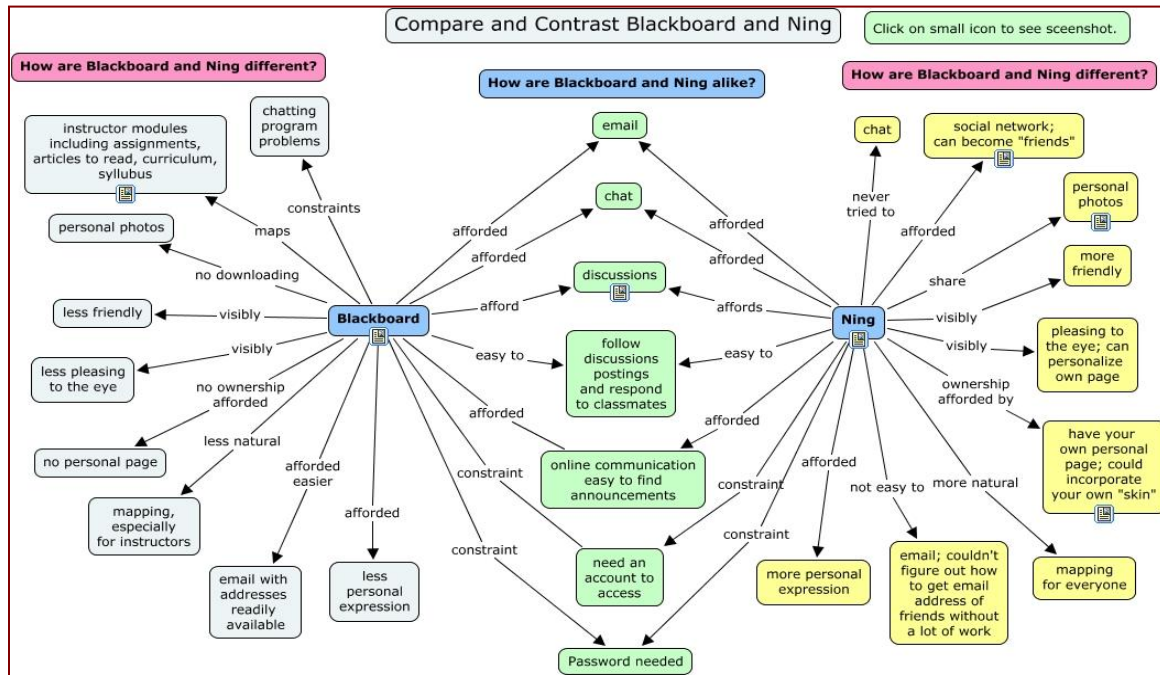 Compare and Contrast Blackboard and Ning
Click on small icon to see sceenshot.
How are Blackboard and Ning different?
How are Blackboard and Ning alike?
How are Blackboard and Ning different?
instructor modules
including assignments,
articles to read, curriculum,
syllubus
chatting
program
problems
constraints
maps
personal photos
no downloading
less friendly
visibly
Blackboard
less pleasing
to the eye
visibly
no ownership
afforded
no personal page
less natural
mapping,
especially
for instructors
afforded
easier
email with
addresses
readily
available
afforded
less
personal
expression
email
afforded
afforded
chat
afforded
afforded
discussions
afford
affords
follow
discussions
postings
and respond
to classmates
easy to
easy to
online communication
easy to find
announcements
afforded
afforded
need an
account to
access
constraint
constraint
Password needed
constraint
constraint
Ning
chat
never
tried to
social network;
can become "friends"
afforded
personal
photos
share
more
friendly
visibly
pleasing to
the eye; can
personalize
own page
visibly
ownership
afforded by
have your
own personal
page; could
incorporate
your own "skin"
more natural
mapping
for everyone
not easy to
email; couldn't
figure out how
to get email
address of
friends without
a lot of work
afforded
more personal
expression